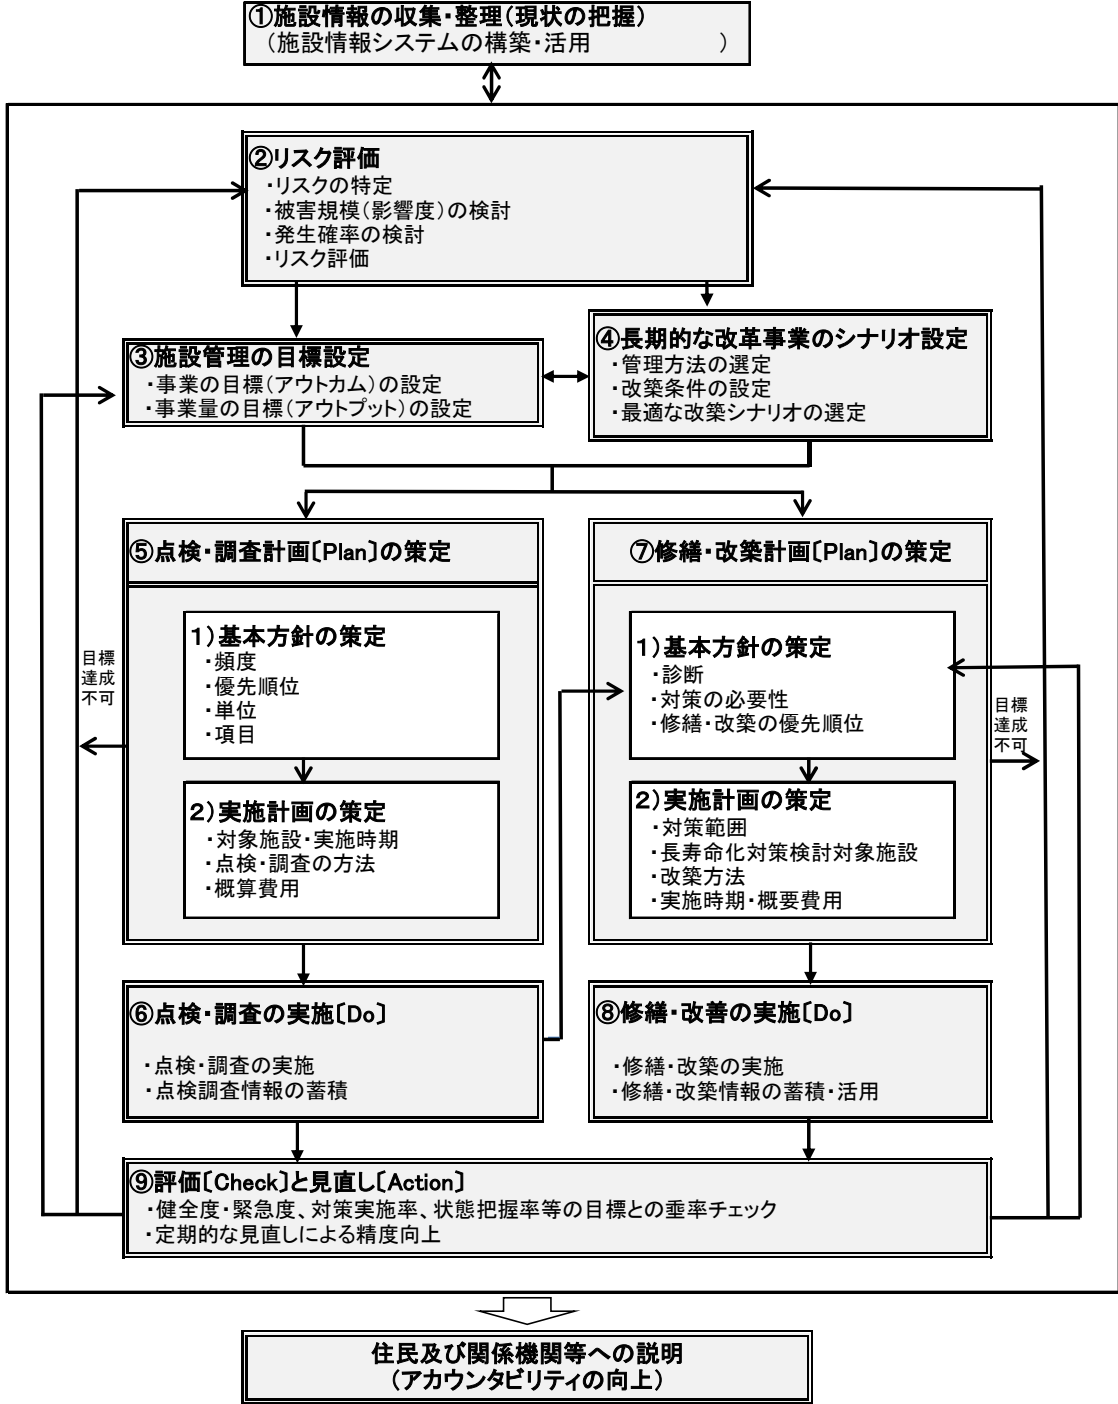 ①施設情報の収集・整理(現状の把握)
(施設情報システムの構築・活用　　　　　)
②リスク評価
・リスクの特定
・被害規模(影響度)の検討
・発生確率の検討
・リスク評価
③施設管理の目標設定
・事業の目標(アウトカム)の設定
・事業量の目標(アウトプット)の設定
④長期的な改革事業のシナリオ設定
・管理方法の選定
・改築条件の設定
・最適な改築シナリオの選定
⑤点検・調査計画〔Plan〕の策定
1)基本方針の策定
・頻度
・優先順位
・単位
・項目
2)実施計画の策定
・対象施設・実施時期
・点検・調査の方法
・概算費用
目標
達成
不可
⑦修繕・改築計画〔Plan〕の策定
1)基本方針の策定
・診断
・対策の必要性
・修繕・改築の優先順位
2)実施計画の策定
・対策範囲
・長寿命化対策検討対象施設
・改築方法
・実施時期・概要費用
目標
達成
不可
⑥点検・調査の実施〔Do〕
・点検・調査の実施
・点検調査情報の蓄積
⑧修繕・改善の実施〔Do〕
・修繕・改築の実施
・修繕・改築情報の蓄積・活用
⑨評価〔Check〕と見直し〔Action〕
・健全度・緊急度、対策実施率、状態把握率等の目標との垂率チェック
・定期的な見直しによる精度向上
住民及び関係機関等への説明
(アカウンタビリティの向上)